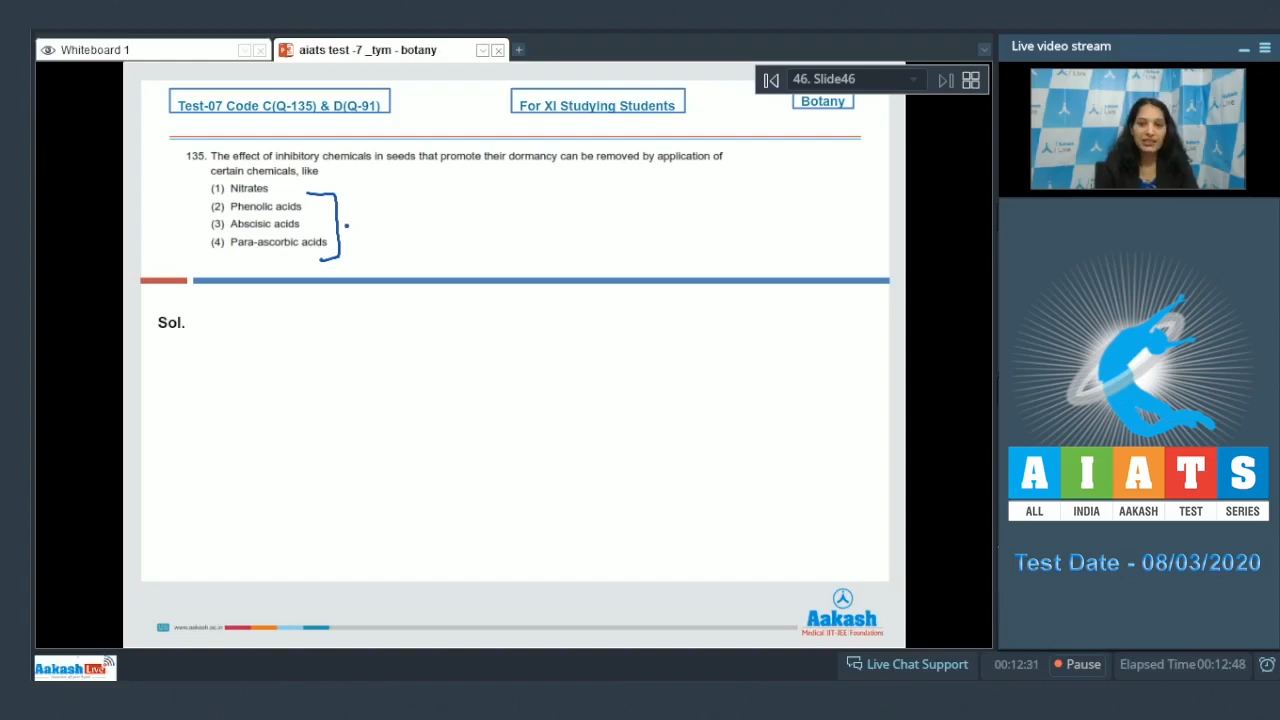 Whiteboard 1
aiats test -7 _tym - botany
Live video stream
46. Slide46
Test-07 Code C(Q-135) & D(Q-91)
For XI Studying Students
Botany
135. The effect of inhibitory chemicals in seeds that promote their dormancy can be removed by application of
certain chemicals, like
(1) Nitrates
(2) Phenolic acids
(3) Abscisic acids
(4) Para-ascorbic acids
Sol.
A I A T S
ALL INDIA AAKASH TEST SERIES
Test Date - 08/03/2020
www.aakash.ac.in
Aakash
Medical|IIT-JEE|Foundations
Aakash Live
Live Chat Support
00:12:31
Pause
Elapsed Time 00:12:48